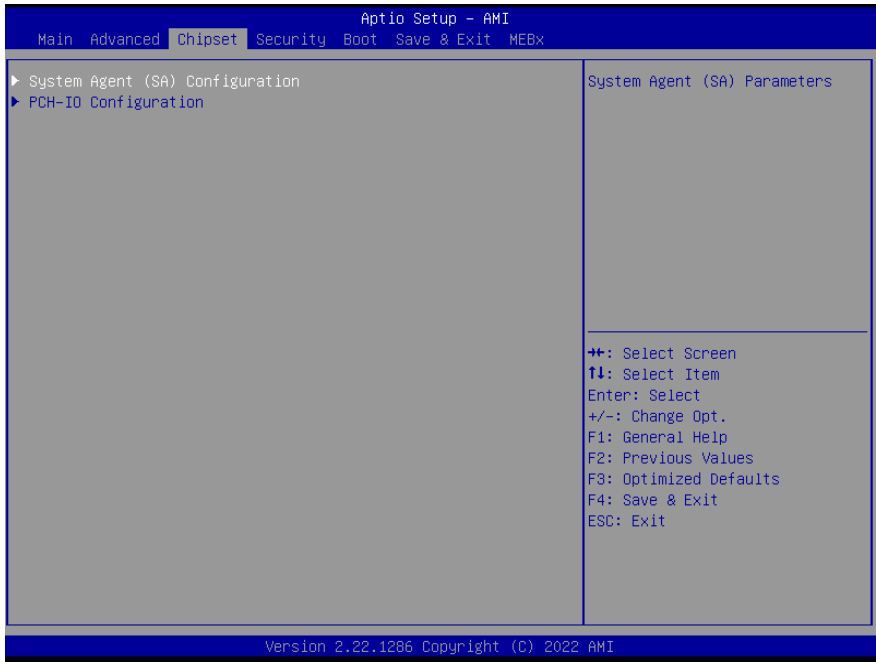 Aptio Setup – AMI
Main Advanced Chipset Security Boot Save & Exit MEBx
▶ System Agent (SA) Configuration
▶ PCH-IO Configuration
System Agent (SA) Parameters
→←: Select Screen
↑↓: Select Item
Enter: Select
+/-: Change Opt.
F1: General Help
F2: Previous Values
F3: Optimized Defaults
F4: Save & Exit
ESC: Exit
Version 2.22.1286 Copyright (C) 2022 AMI